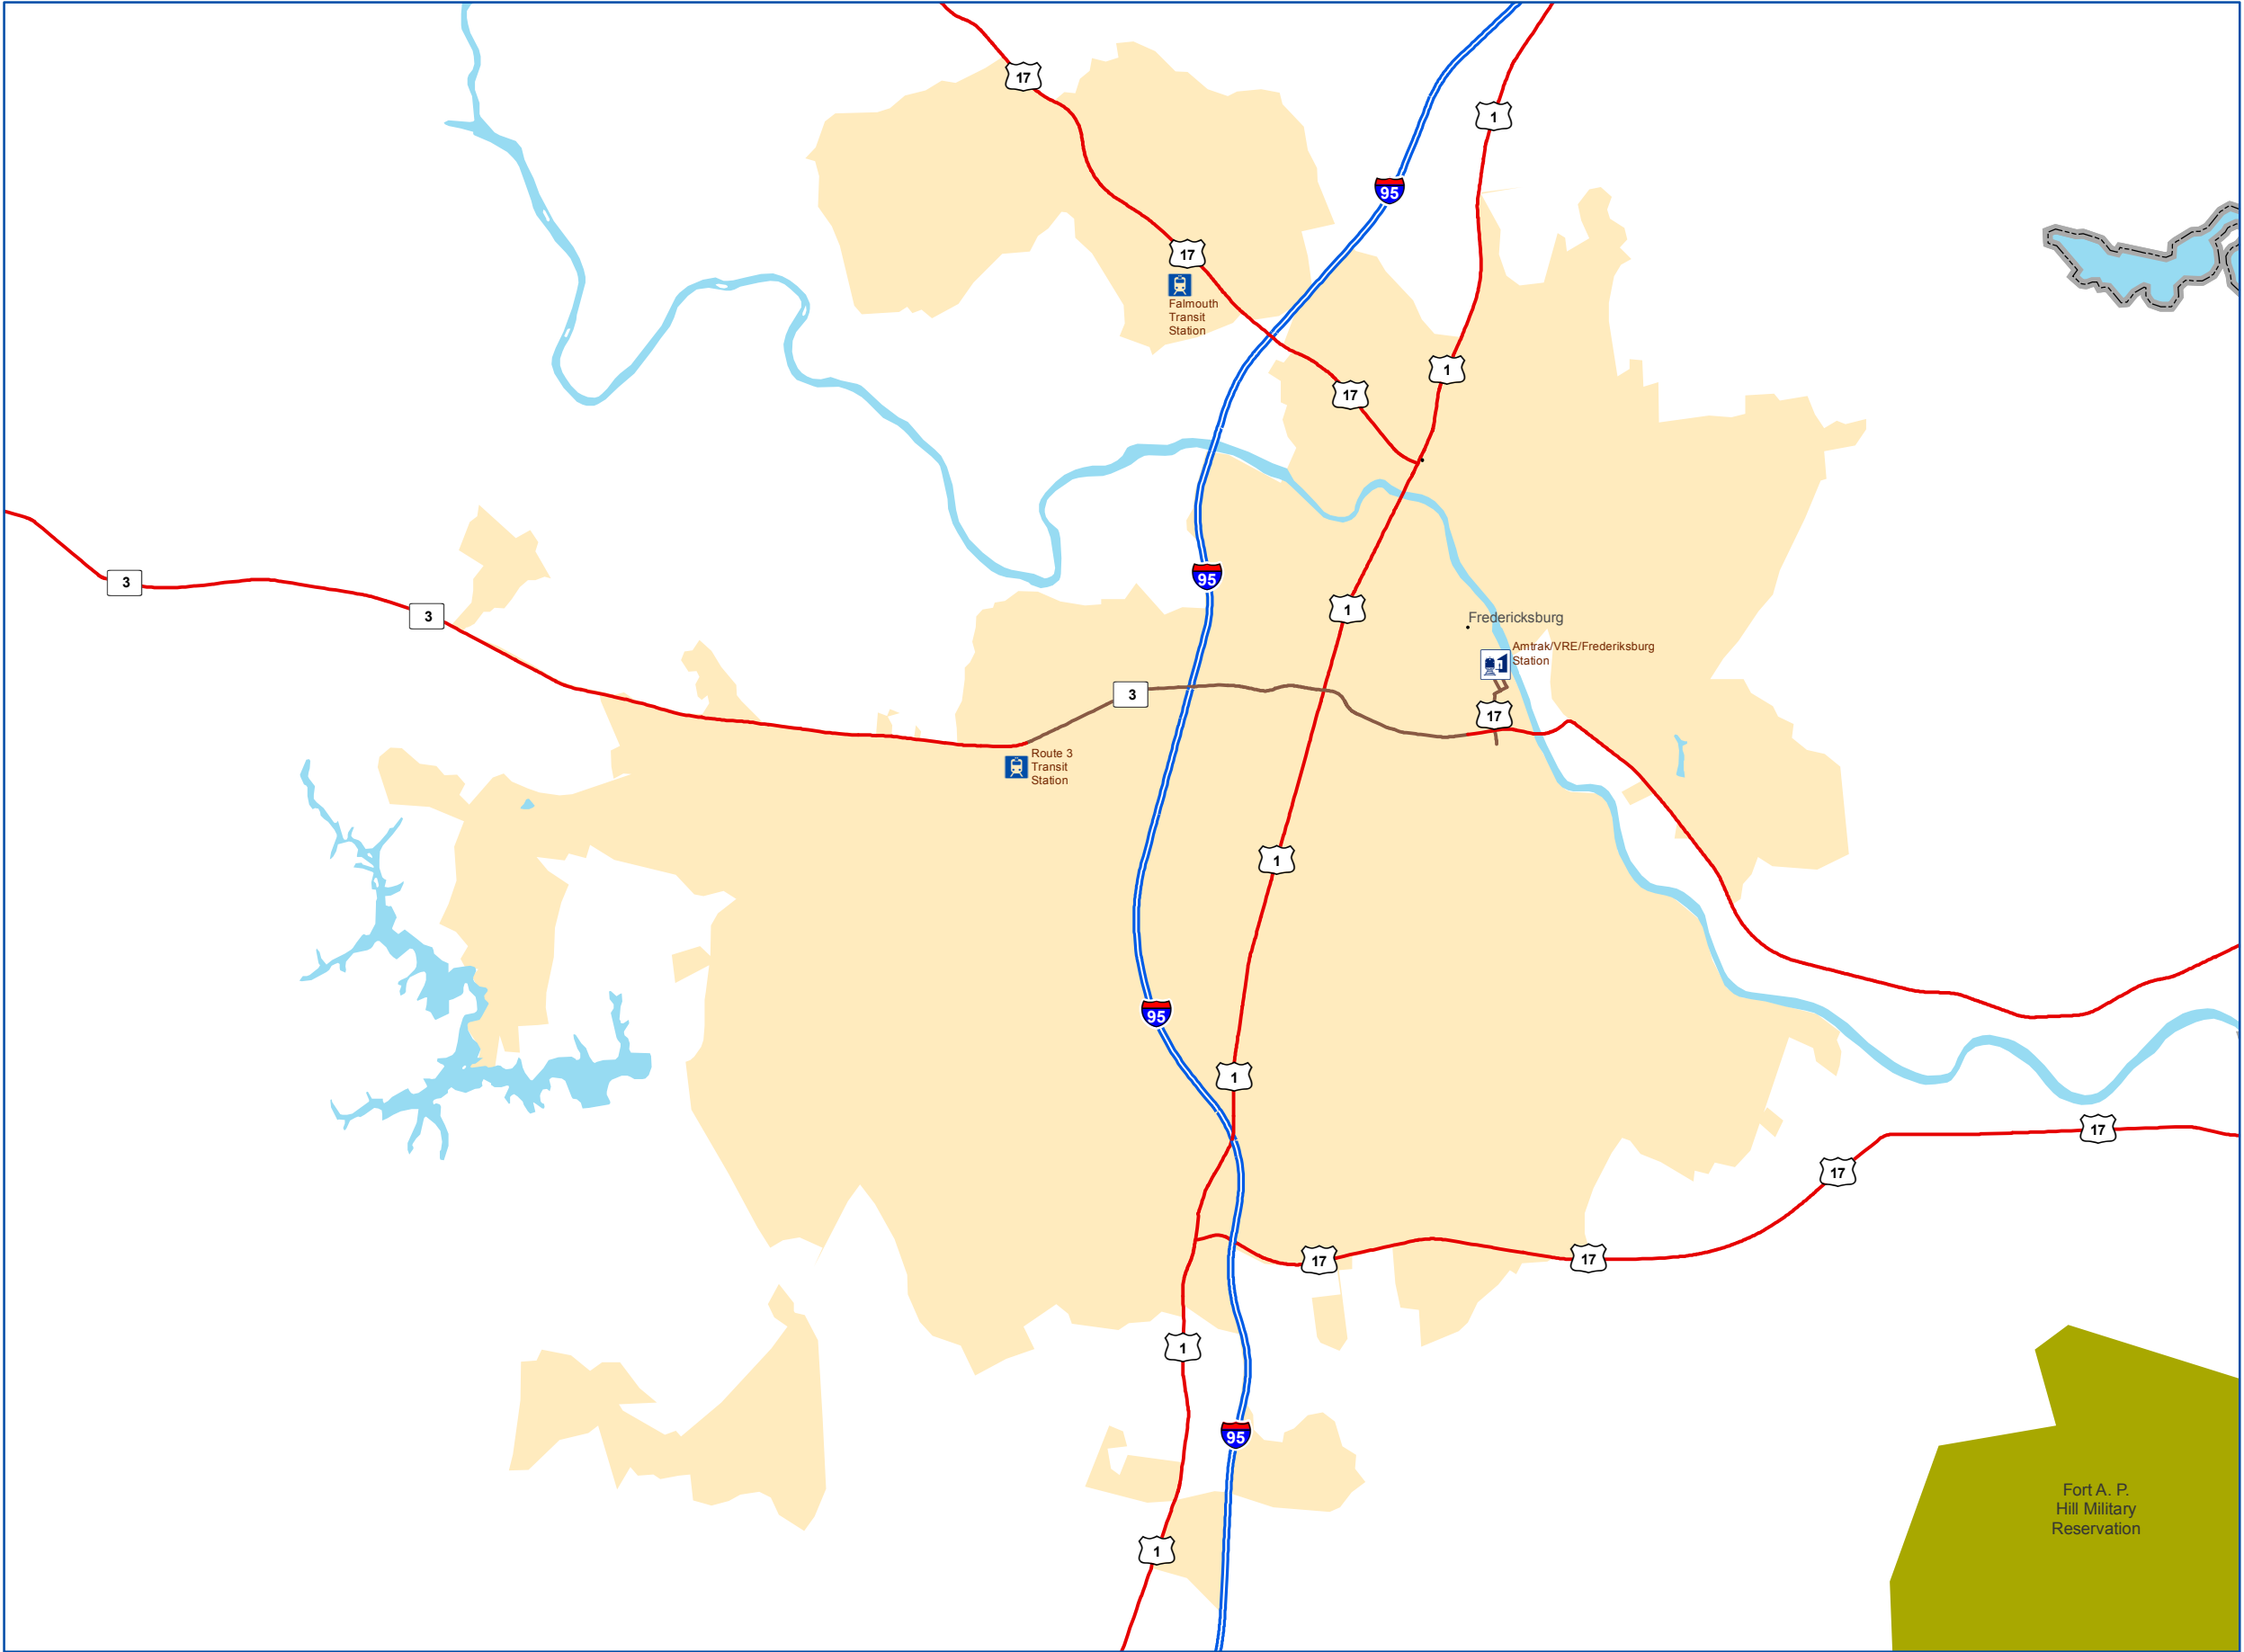 17
1
95
17
Falmouth
Transit
Station
1
17
95
3
1
3
Fredericksburg
Amtrak/VRE/Frederiksburg
Station
3
17
Route 3
Transit
Station
1
95
1
17
17
17
17
1
95
Fort A. P.
Hill Military
Reservation
1